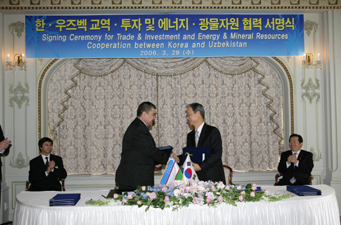 한·우즈벡 교역·투자 및 에너지·광물자원 협력 서명식
Signing Ceremony for Trade & Investment and Energy & Mineral Resources
Cooperation between Korea and Uzbekistan
2006. 3. 29 (수)